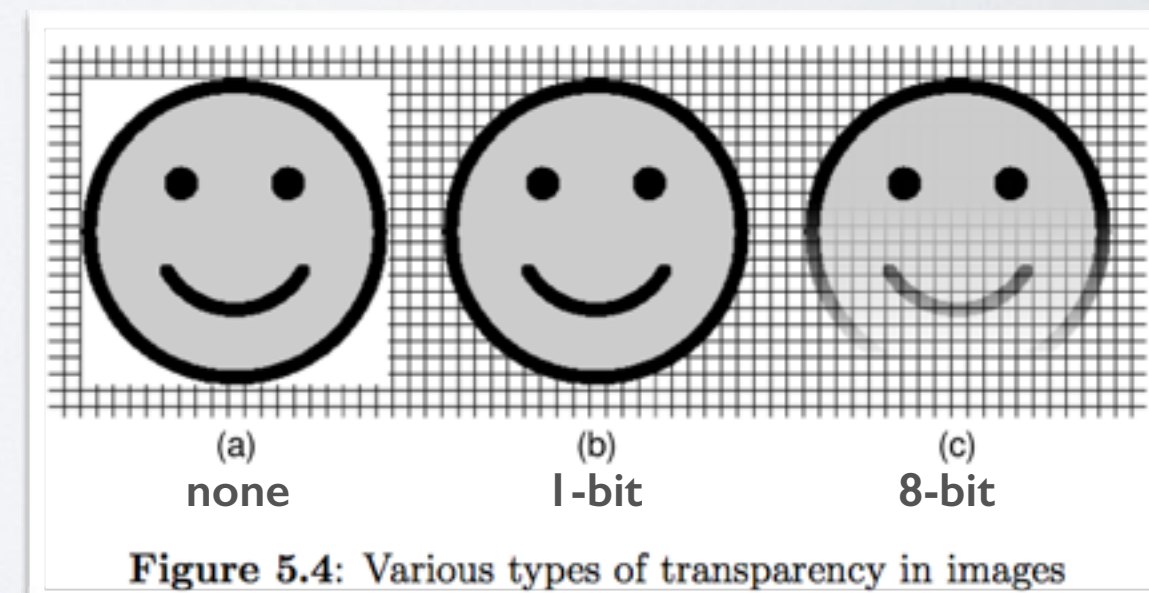 (a) (b) (c)
none 1-bit 8-bit
Figure 5.4: Various types of transparency in images